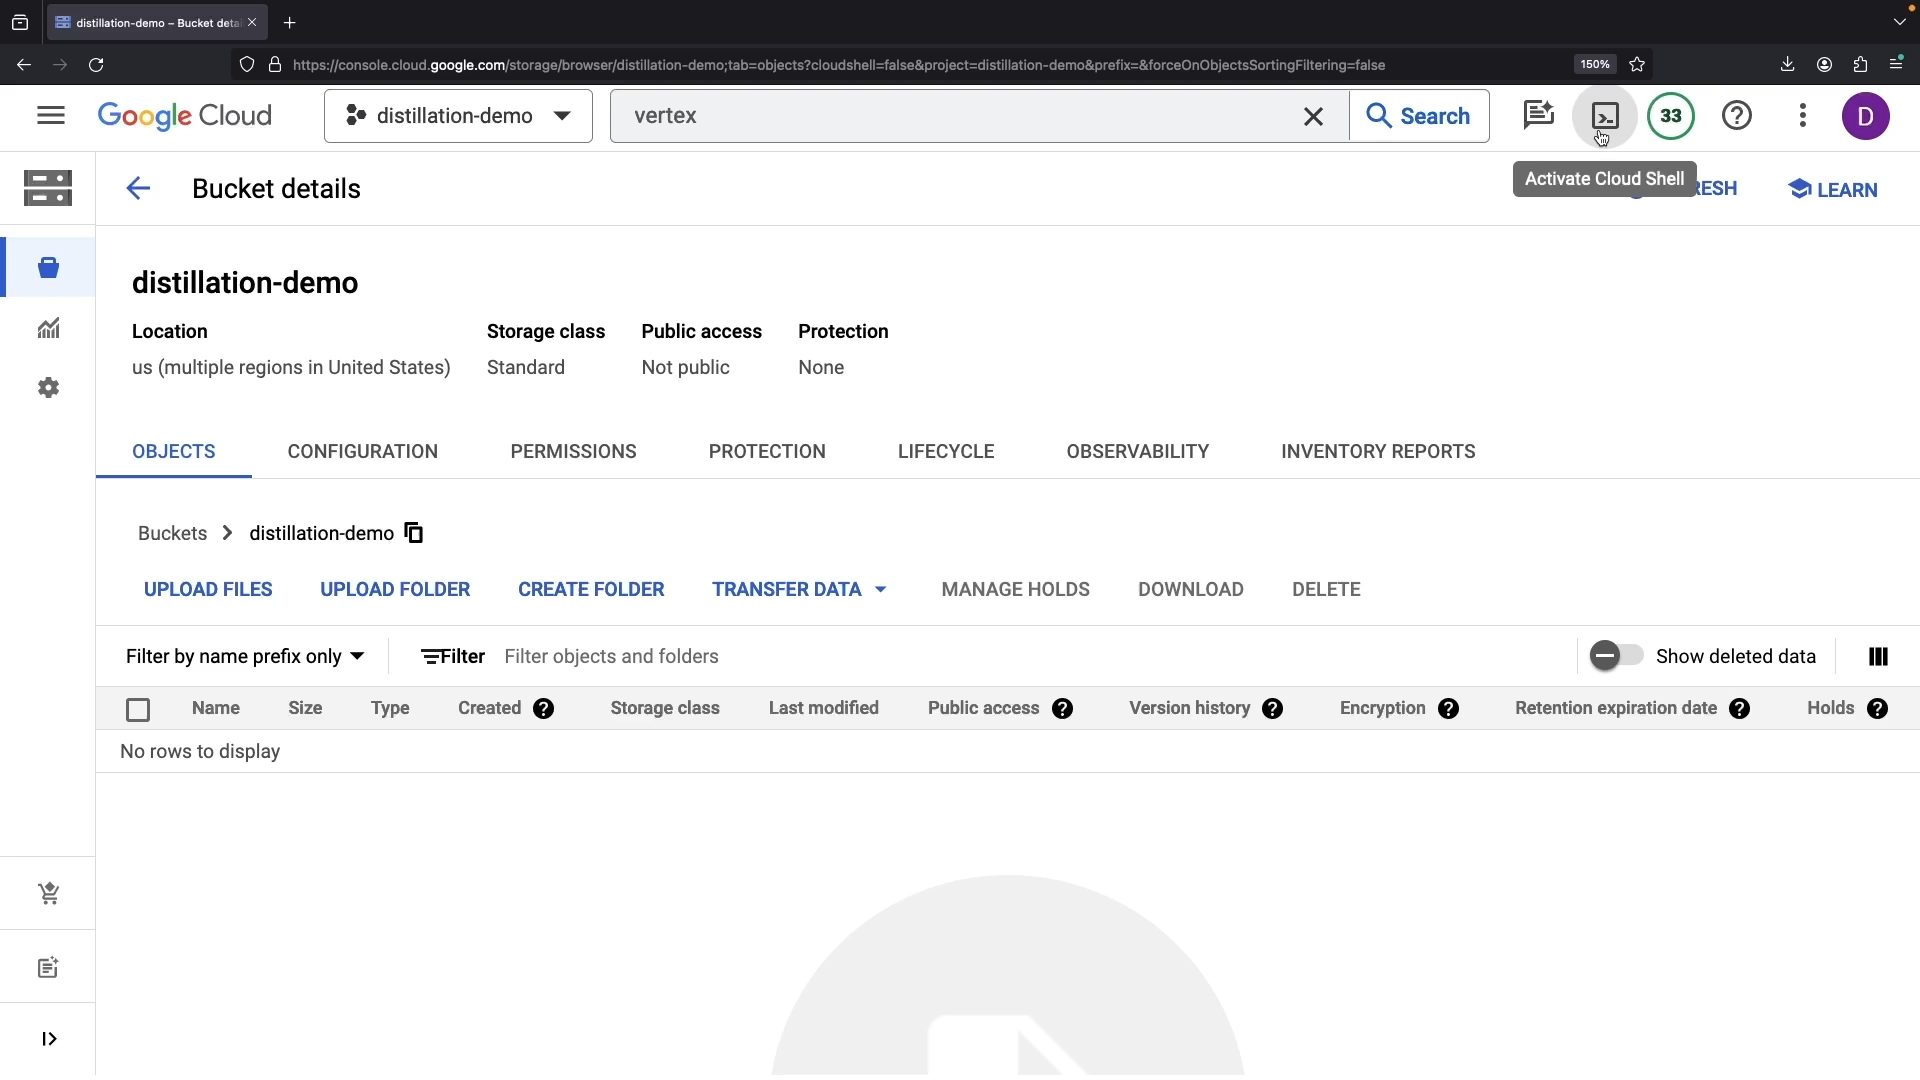 distillation-demo – Bucket detai
https://console.cloud.google.com/storage/browser/distillation-demo;tab=objects?cloudshell=false&project=distillation-demo&prefix=&forceOnObjectsSortingFiltering=false
150%
Google Cloud
distillation-demo
vertex
Search
33
D
Bucket details
Activate Cloud Shell
RESH
LEARN
distillation-demo
Location Storage class Public access Protection
us (multiple regions in United States) Standard Not public None
OBJECTS CONFIGURATION PERMISSIONS PROTECTION LIFECYCLE OBSERVABILITY INVENTORY REPORTS
Buckets > distillation-demo
UPLOAD FILES UPLOAD FOLDER CREATE FOLDER TRANSFER DATA MANAGE HOLDS DOWNLOAD DELETE
Filter by name prefix only Filter Filter objects and folders Show deleted data
Name Size Type Created Storage class Last modified Public access Version history Encryption Retention expiration date Holds
No rows to display